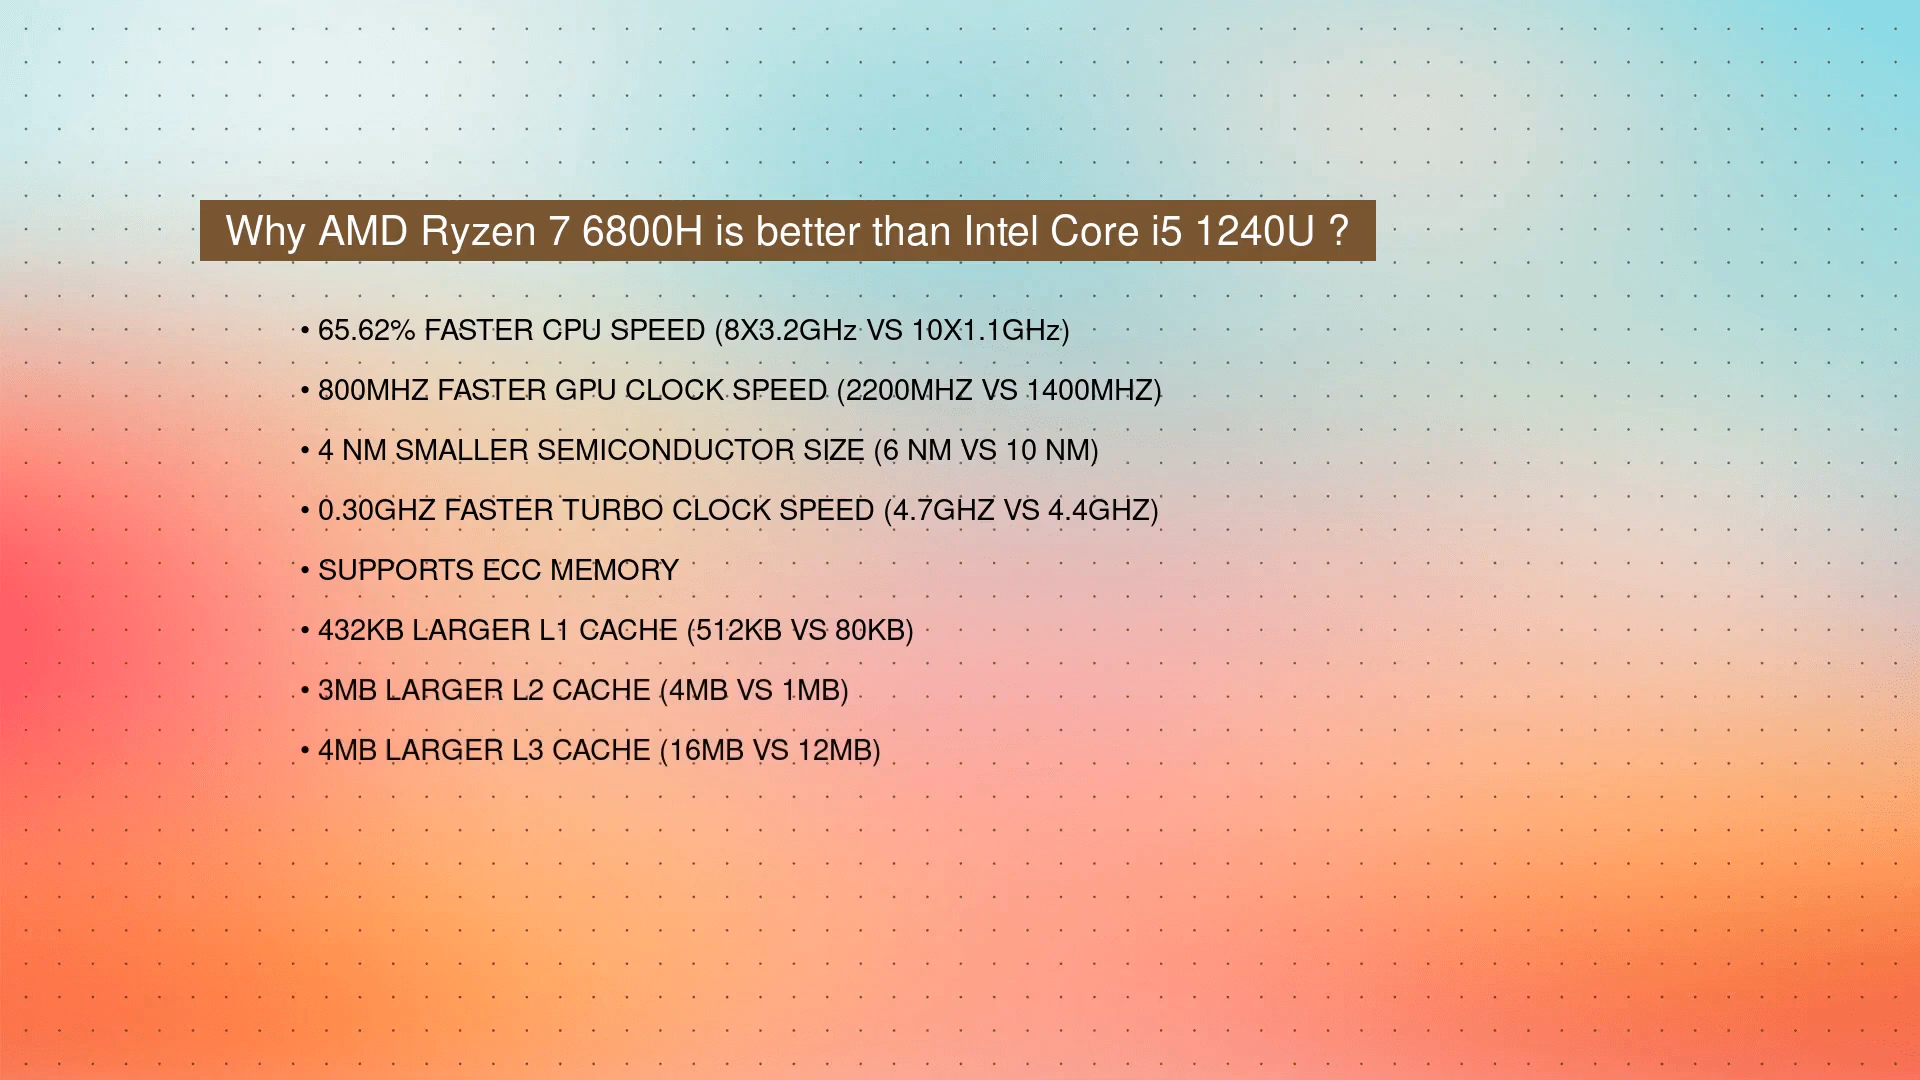 Why AMD Ryzen 7 6800H is better than Intel Core i5 1240U ?
• 65.62% FASTER CPU SPEED (8X3.2GHz VS 10X1.1GHz)
• 800MHZ FASTER GPU CLOCK SPEED (2200MHZ VS 1400MHZ)
• 4 NM SMALLER SEMICONDUCTOR SIZE (6 NM VS 10 NM)
• 0.30GHZ FASTER TURBO CLOCK SPEED (4.7GHZ VS 4.4GHZ)
• SUPPORTS ECC MEMORY
• 432KB LARGER L1 CACHE (512KB VS 80KB)
• 3MB LARGER L2 CACHE (4MB VS 1MB)
• 4MB LARGER L3 CACHE (16MB VS 12MB)